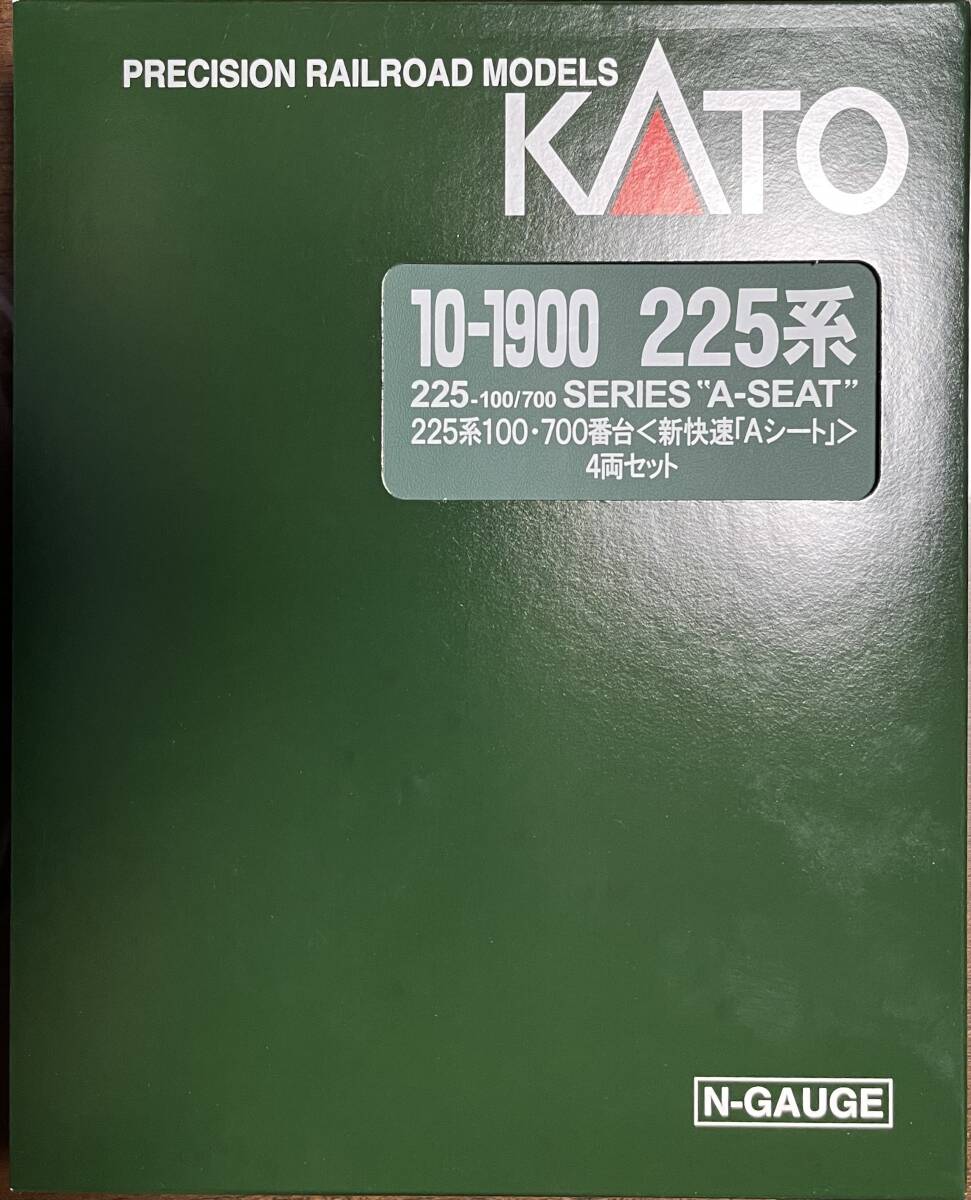 PRECISION RAILROAD MODELS
KATO
10-1900 225系
225-100/700 SERIES "A-SEAT"
225系100・700番台<新快速「Aシート」>
4両セット
N-GAUGE